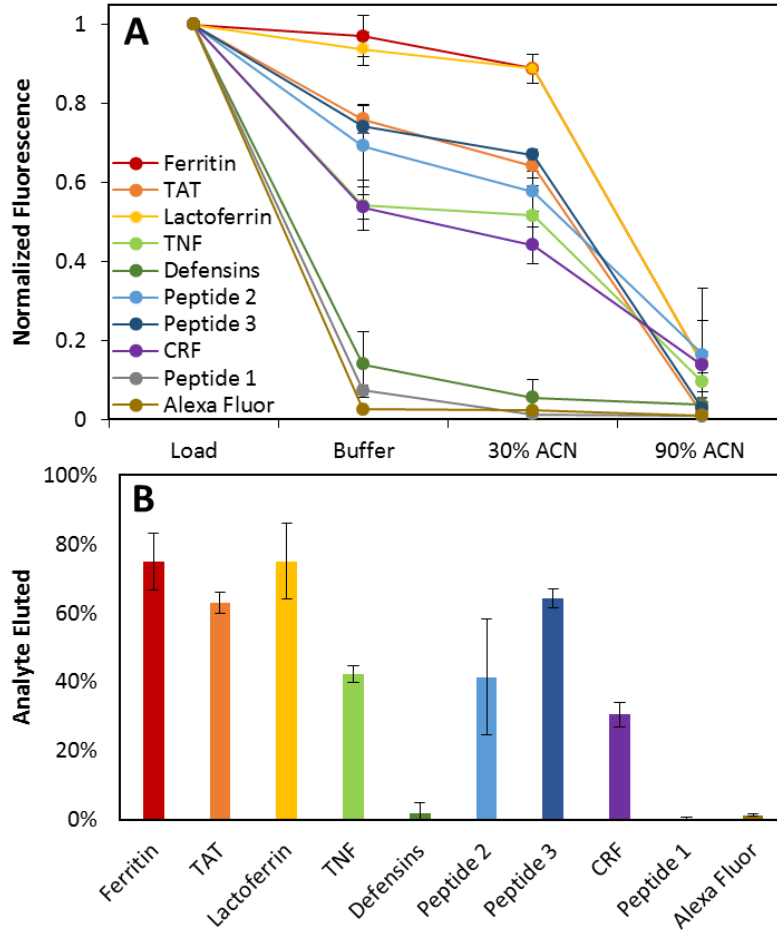 A
Normalized Fluorescence
1
0.8
0.6
0.4
0.2
0
Ferritin
TAT
Lactoferrin
TNF
Defensins
Peptide 2
Peptide 3
CRF
Peptide 1
Alexa Fluor
Load Buffer 30% ACN 90% ACN
B
Analyte Eluted
100%
80%
60%
40%
20%
0%
Ferritin
TAT
Lactoferrin
TNF
Defensins
Peptide 2
Peptide 3
CRF
Peptide 1
Alexa Fluor